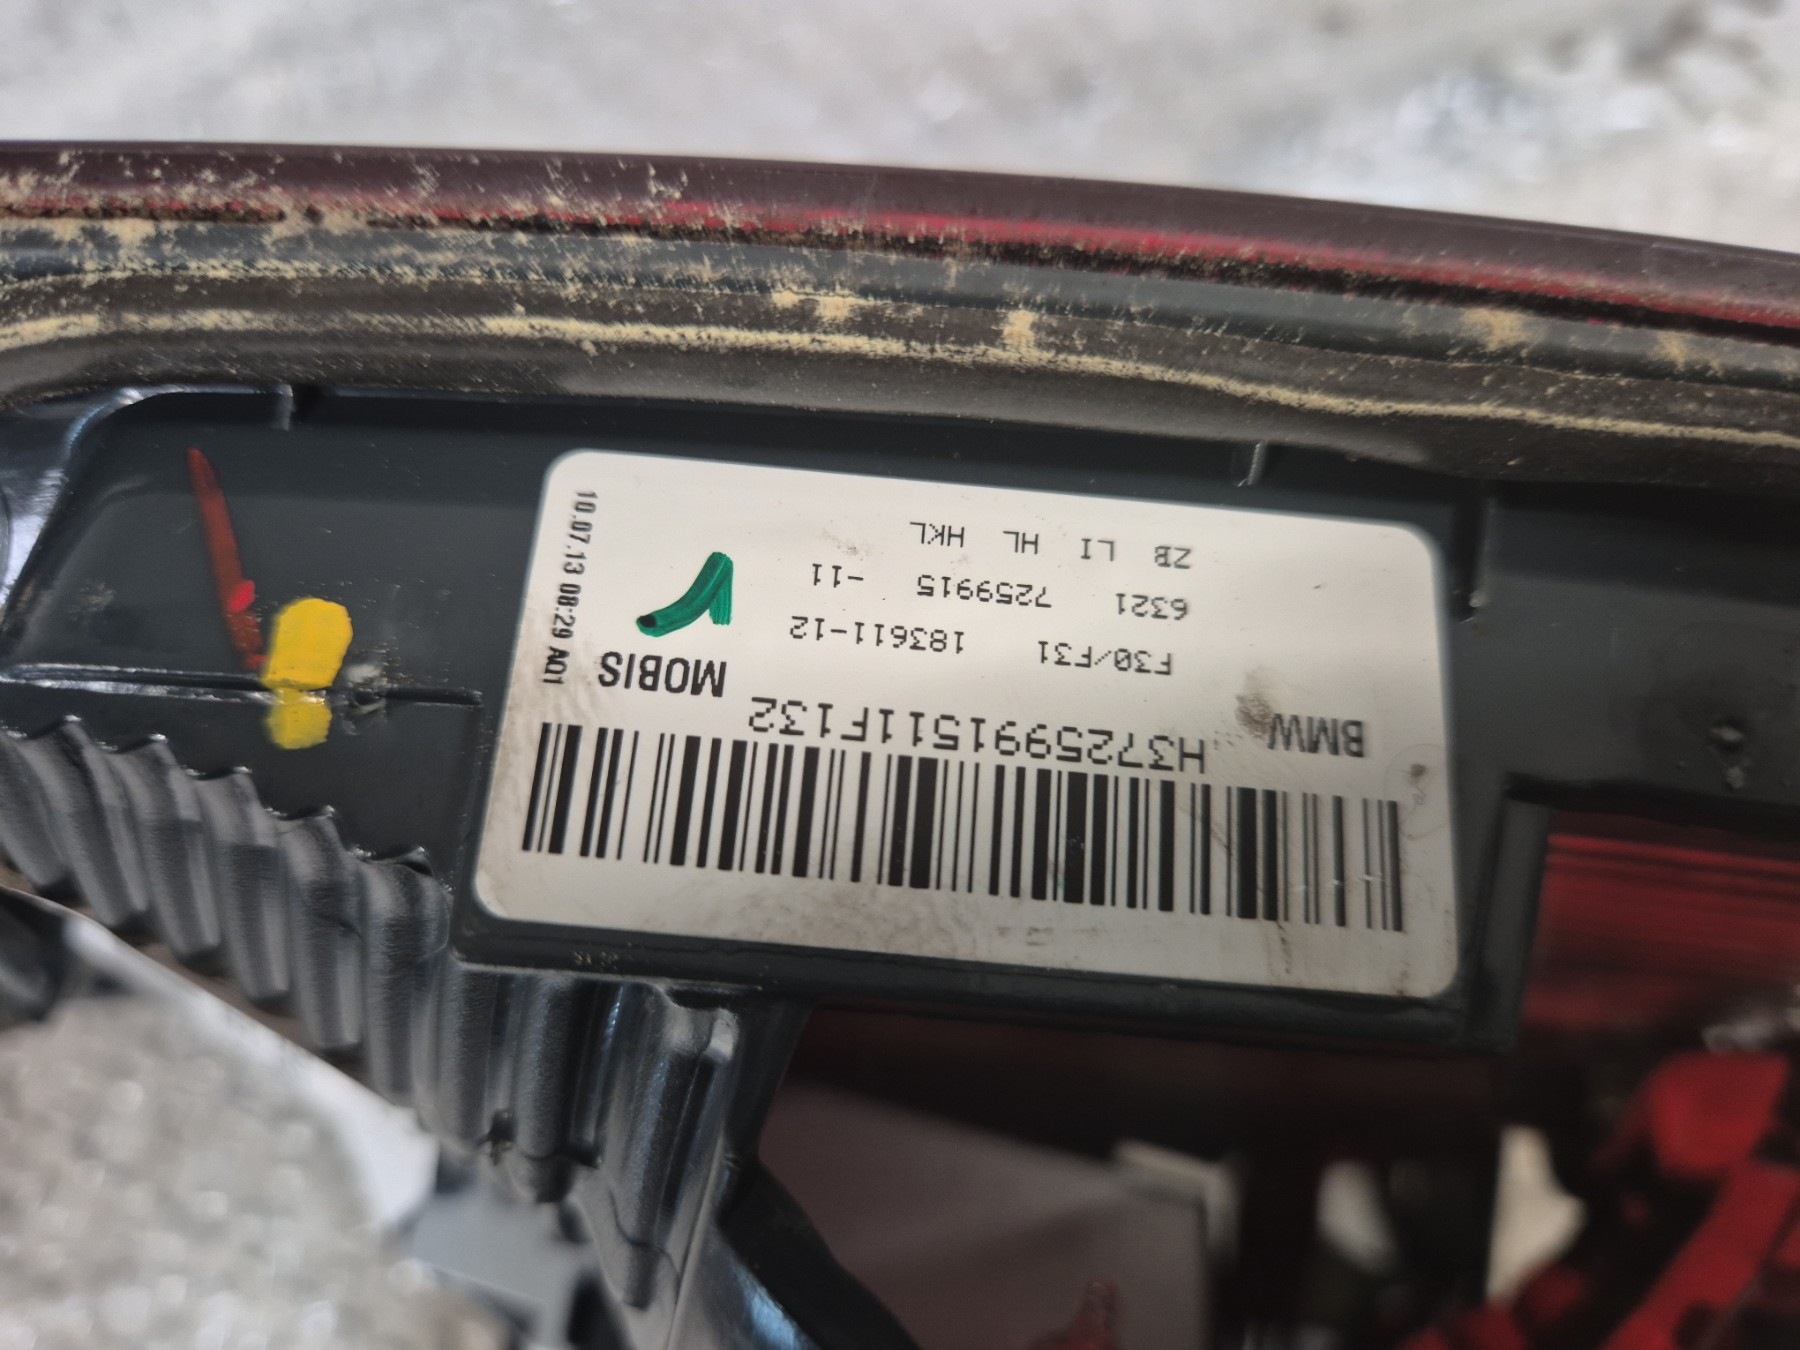 BMW H3725991511F132
MOBIS
F30/F31 183611-12
6321 7259915 -11
ZB LI HL HKL
10.07.13 08:29 AQ1